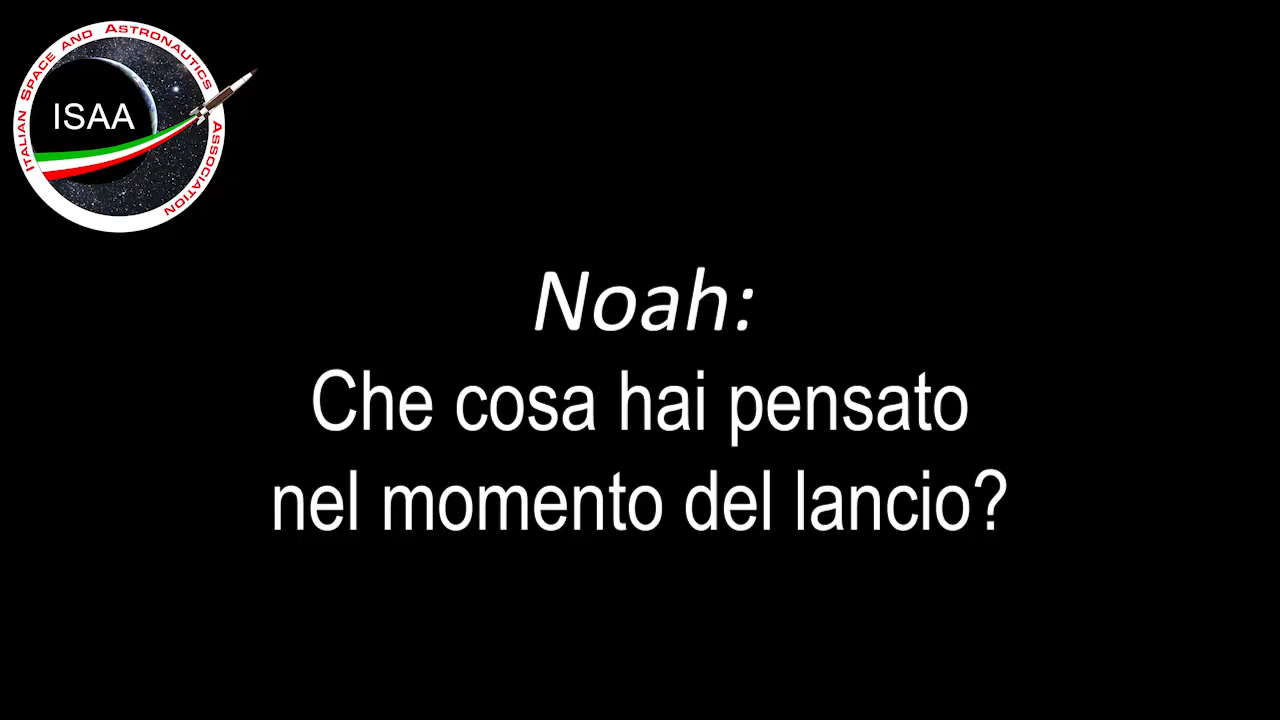 ITALIAN SPACE AND ASTRONAUTICS ASSOCIATION
ISAA
Noah:
Che cosa hai pensato
nel momento del lancio?